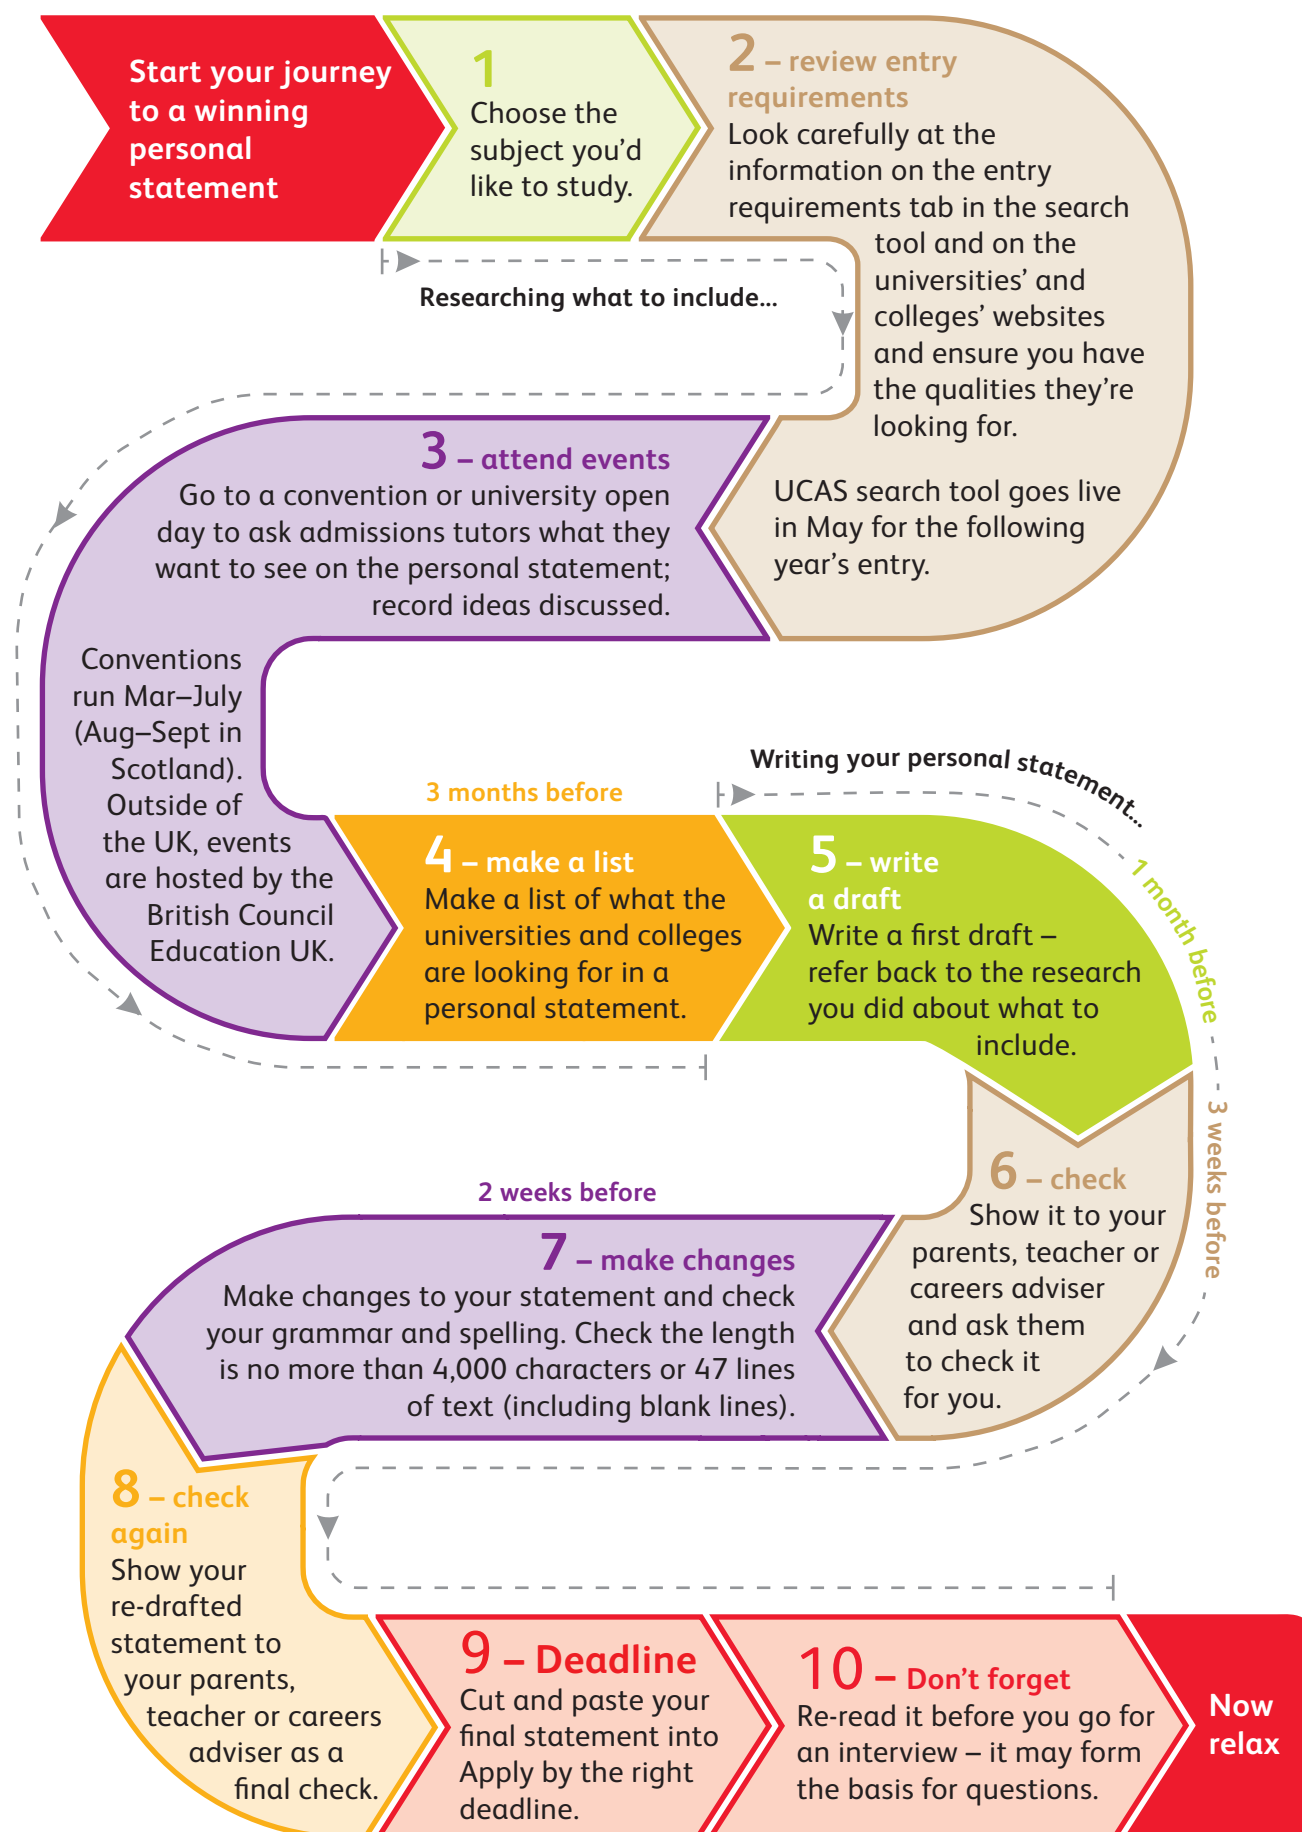 Start your journey
to a winning
personal
statement
1
Choose the
subject you’d
like to study.
2 – review entry
requirements
Look carefully at the
information on the entry
requirements tab in the search
tool and on the
universities’ and
colleges’ websites
and ensure you have
the qualities they’re
looking for.
UCAS search tool goes live
in May for the following
year’s entry.
Researching what to include...
3 – attend events
Go to a convention or university open
day to ask admissions tutors what they
want to see on the personal statement;
record ideas discussed.
Conventions
run Mar–July
(Aug–Sept in
Scotland).
Outside of
the UK, events
are hosted by the
British Council
Education UK.
3 months before
4 – make a list
Make a list of what the
universities and colleges
are looking for in a
personal statement.
Writing your personal statement...
1 month before
5 – write
a draft
Write a first draft –
refer back to the research
you did about what to
include.
3 weeks before
6 – check
Show it to your
parents, teacher or
careers adviser
and ask them
to check it
for you.
2 weeks before
7 – make changes
Make changes to your statement and check
your grammar and spelling. Check the length
is no more than 4,000 characters or 47 lines
of text (including blank lines).
8 – check
again
Show your
re-drafted
statement to
your parents,
teacher or careers
adviser as a
final check.
9 – Deadline
Cut and paste your
final statement into
Apply by the right
deadline.
10 – Don’t forget
Re-read it before you go for
an interview – it may form
the basis for questions.
Now
relax